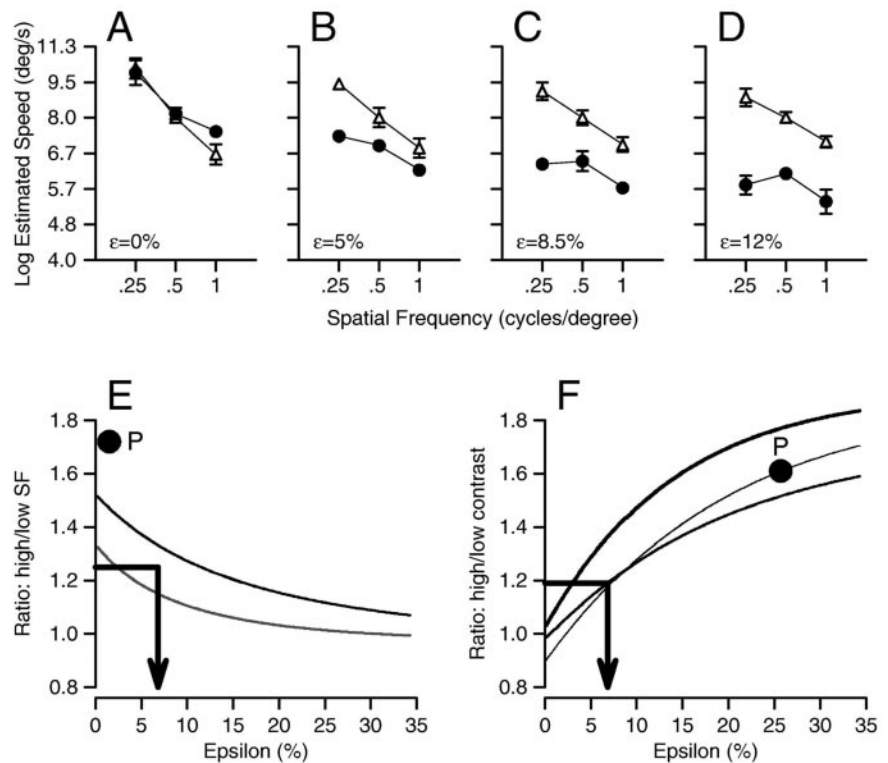 A B C D
Log Estimated Speed (deg/s)
11.3
9.5
8.0
6.7
5.7
4.8
4.0
ε=0% ε=5% ε=8.5% ε=12%
.25 .5 1 .25 .5 1 .25 .5 1 .25 .5 1
Spatial Frequency (cycles/degree)
E
Ratio: high/low SF
1.8
1.6
1.4
1.2
1.0
0.8
P
0 5 10 15 20 25 30 35
Epsilon (%)
F
Ratio: high/low contrast
1.8
1.6
1.4
1.2
1.0
0.8
P
0 5 10 15 20 25 30 35
Epsilon (%)